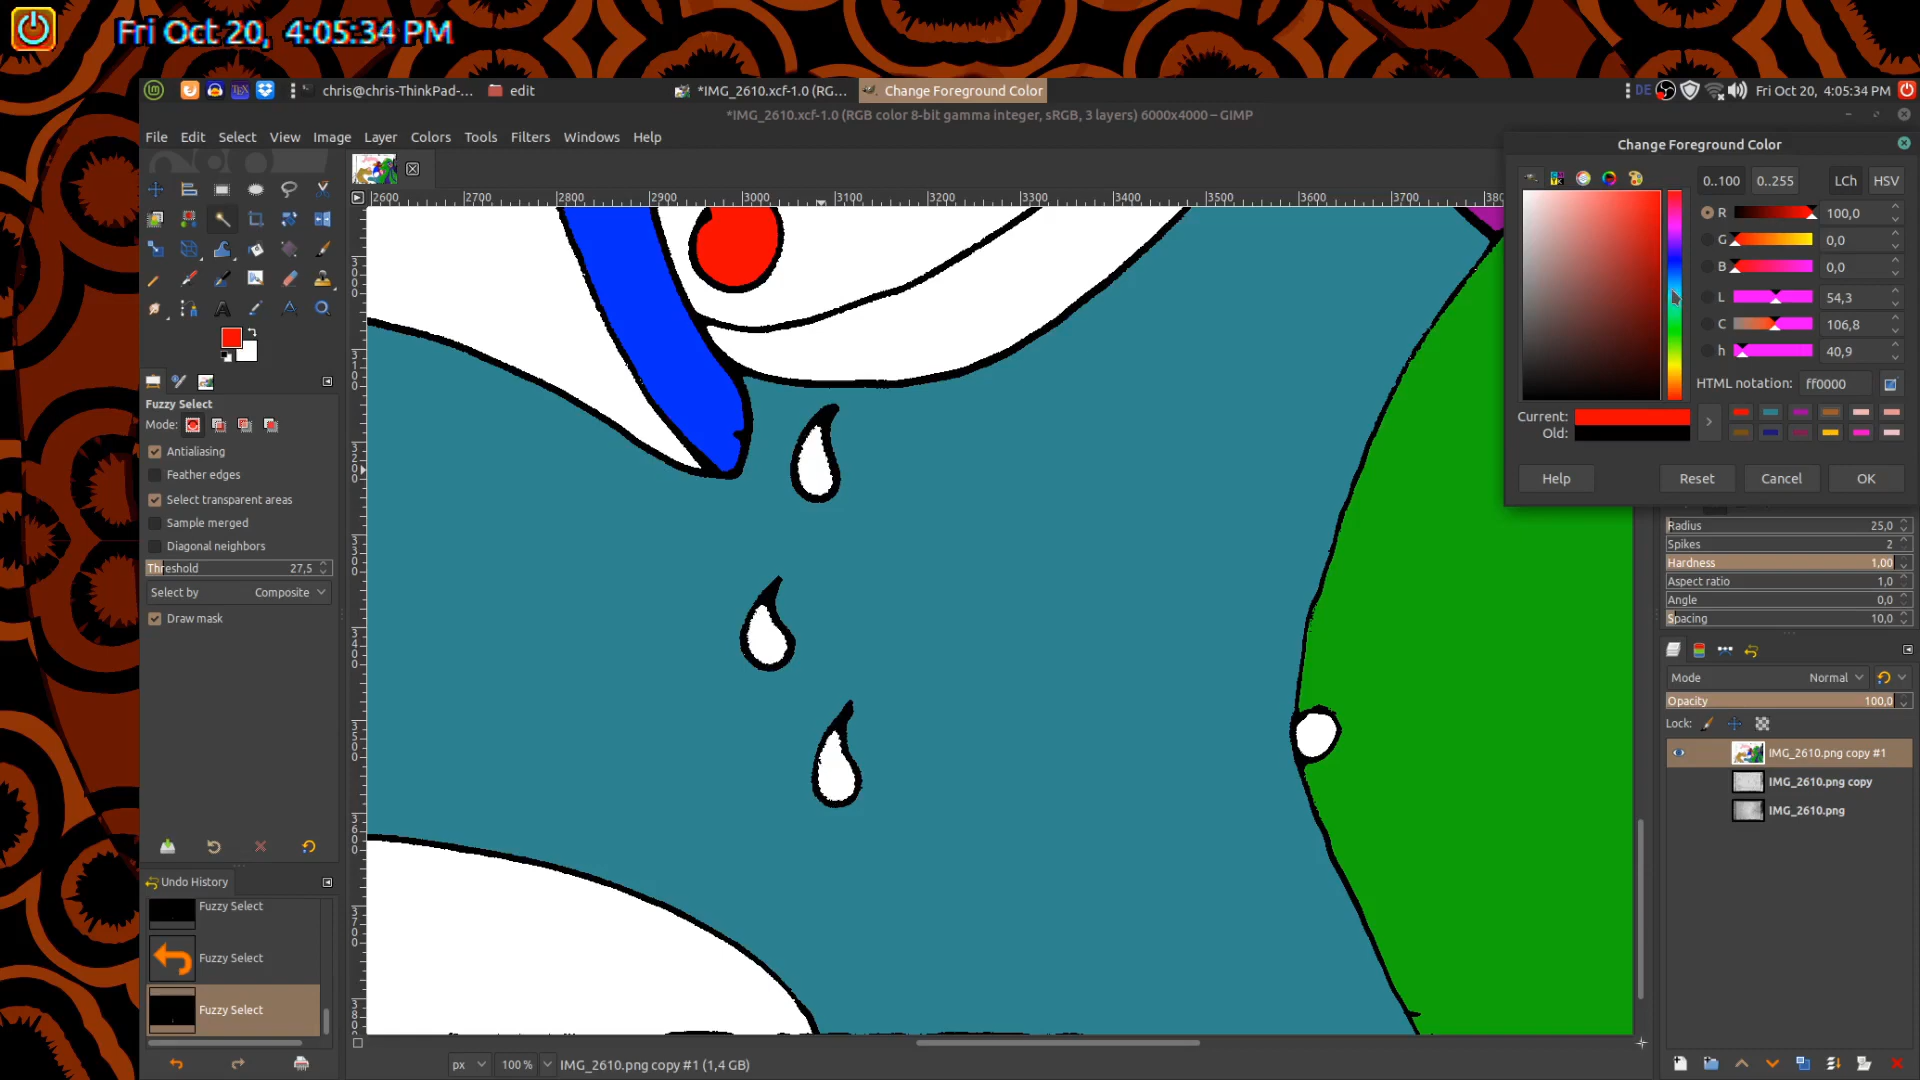 Fri Oct 20, 4:05:34 PM
chris@chris-ThinkPad-...
edit
*IMG_2610.xcf-1.0 (RG...
Change Foreground Color
DE
Fri Oct 20, 4:05:34 PM
*IMG_2610.xcf-1.0 (RGB color 8-bit gamma integer, sRGB, 3 layers) 6000x4000 – GIMP
File Edit Select View Image Layer Colors Tools Filters Windows Help
Change Foreground Color
0..100 0..255 LCh HSV
2600 2700 2800 2900 3000 3100 3200 3300 3400 3500 3600 3700 380
R 100,0
G 0,0
B 0,0
L 54,3
C 106,8
h 40,9
HTML notation: ff0000
Current:
Old:
Help Reset Cancel OK
Fuzzy Select
Mode:
Antialiasing
Feather edges
Select transparent areas
Sample merged
Diagonal neighbors
Threshold 27,5
Select by Composite
Draw mask
Radius 25,0
Spikes 2
Hardness 1,00
Aspect ratio 1,0
Angle 0,0
Spacing 10,0
Mode Normal
Opacity 100,0
Lock:
IMG_2610.png copy #1
IMG_2610.png copy
IMG_2610.png
Undo History
Fuzzy Select
Fuzzy Select
Fuzzy Select
px 100 % IMG_2610.png copy #1 (1,4 GB)